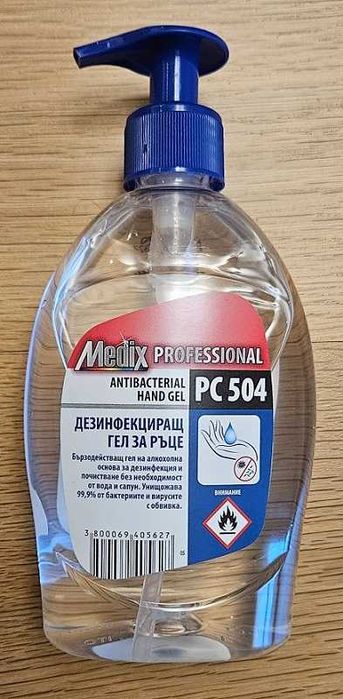 Medix PROFESSIONAL
ANTIBACTERIAL
HAND GEL
PC 504
ДЕЗИНФЕКЦИРАЩ
ГЕЛ ЗА РЪЦЕ
Бързодействащ гел на алкохолна
основа за дезинфекция и
почистване без необходимост
от вода и сапун. Унищожава
99,9% от бактериите и вирусите
с обвивка.
ВНИМАНИЕ
3 800069 405627
05